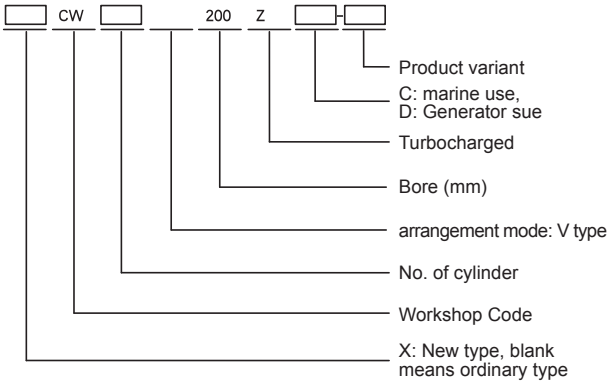 CW 200 Z -
Product variant
C: marine use,
D: Generator sue
Turbocharged
Bore (mm)
arrangement mode: V type
No. of cylinder
Workshop Code
X: New type, blank
means ordinary type